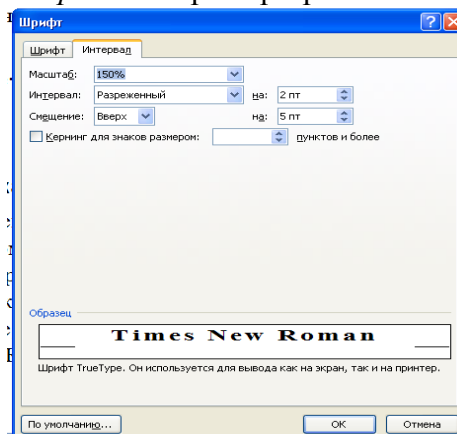 Шрифт
Шрифт Интервал
Масштаб: 150%
Интервал: Разреженный на: 2 пт
Смещение: Вверх на: 5 пт
Кернинг для знаков размером: пунктов и более
Образец
Times New Roman
Шрифт TrueType. Он используется для вывода как на экран, так и на принтер.
По умолчанию... ОК Отмена